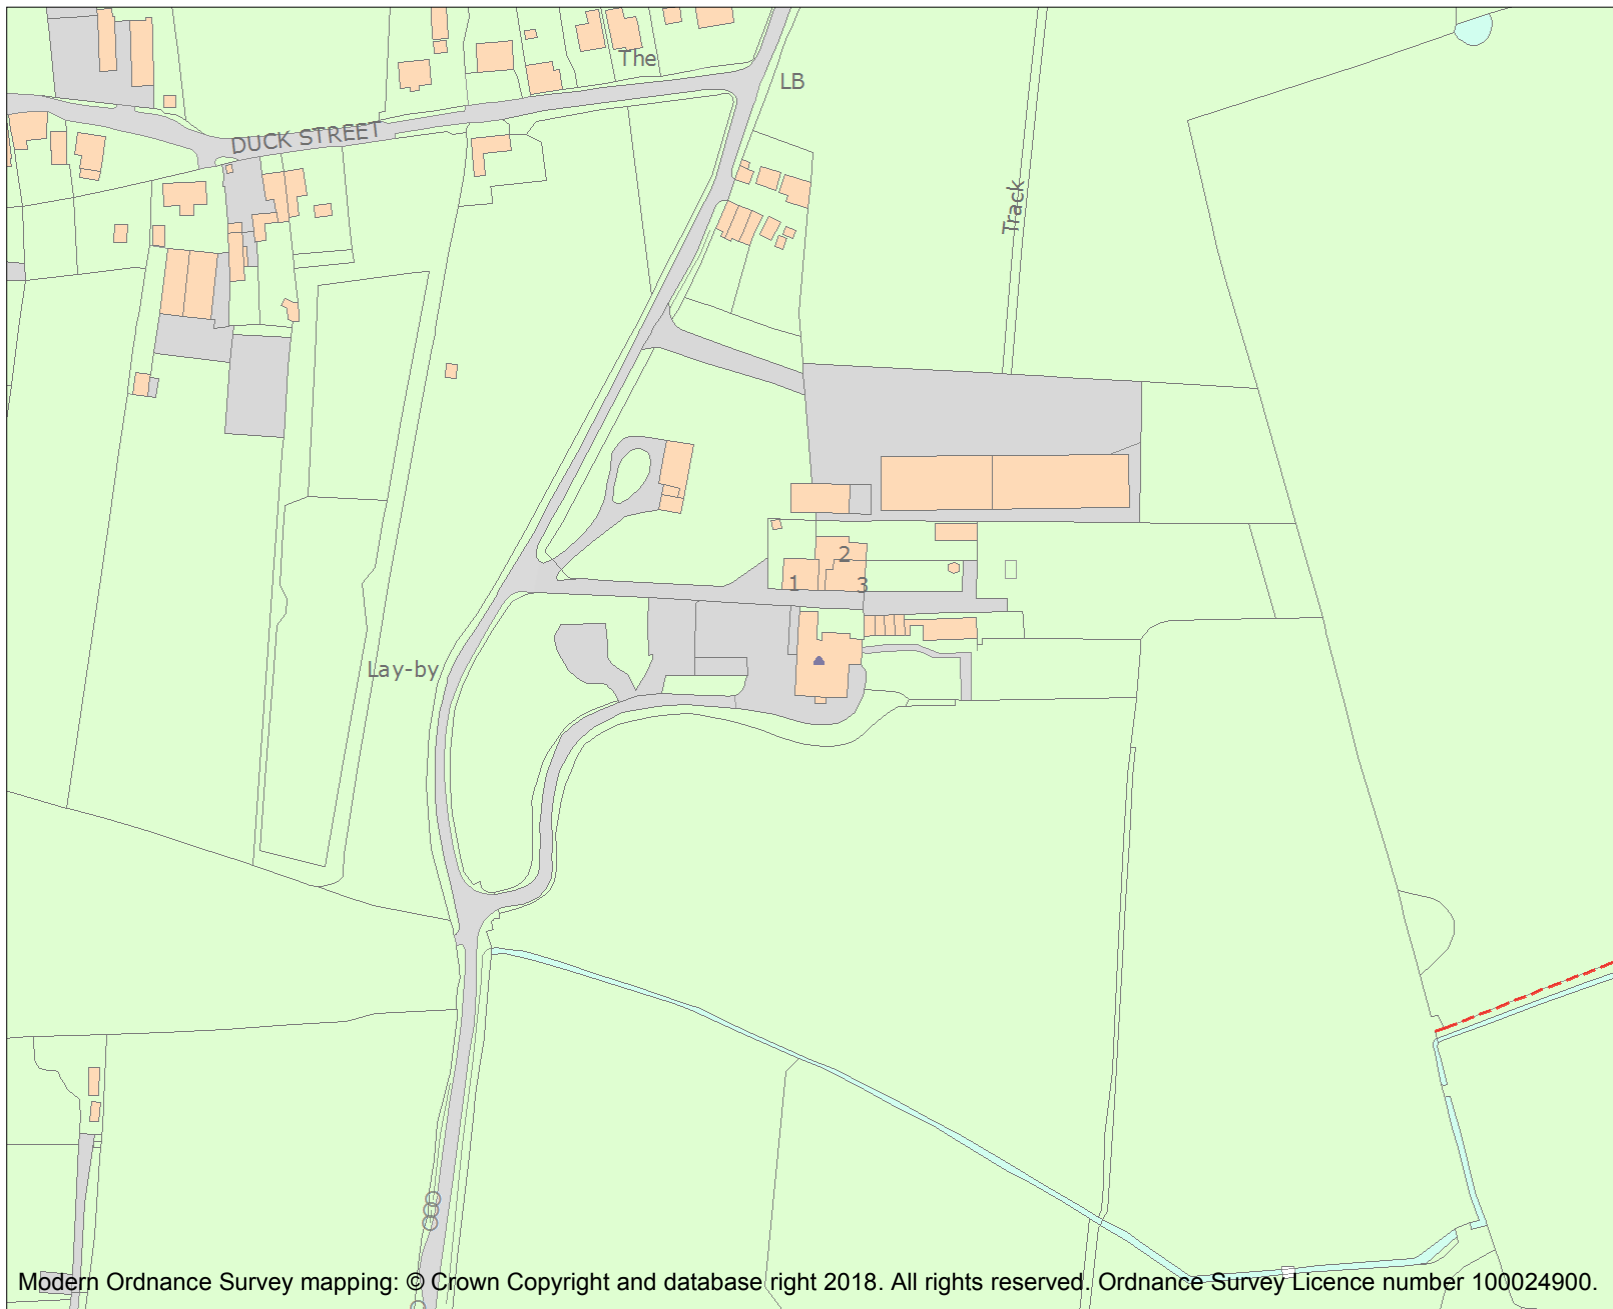 The
LB
DUCK STREET
Track
2
1
3
Lay-by
Modern Ordnance Survey mapping: © Crown Copyright and database right 2018. All rights reserved. Ordnance Survey Licence number 100024900.